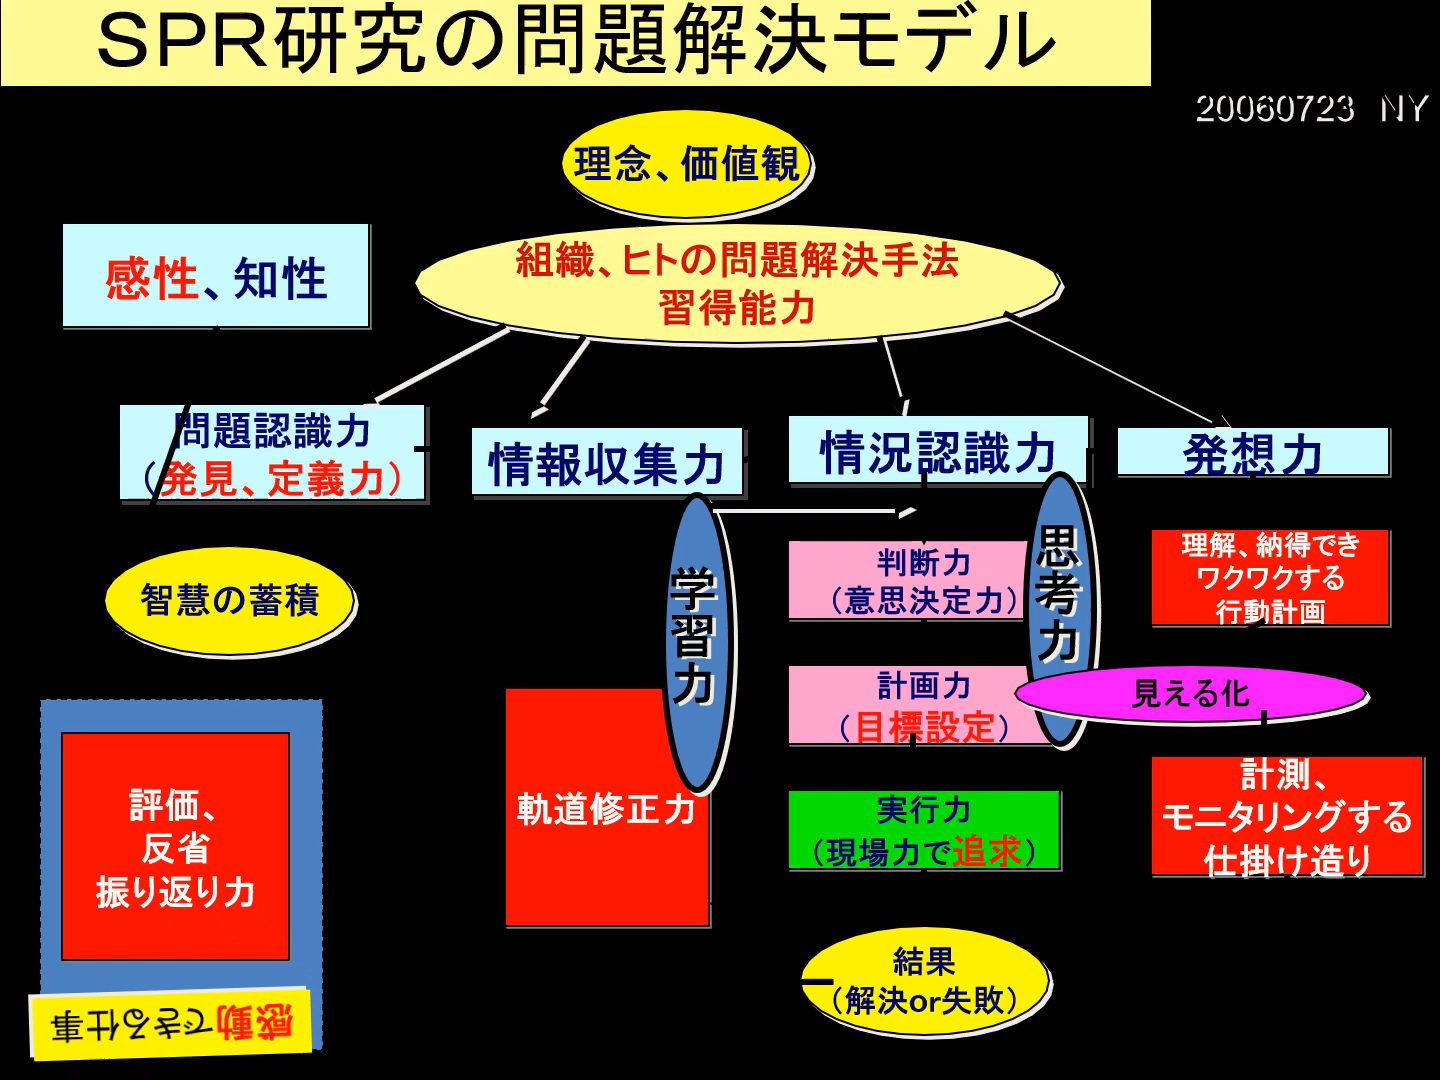 SPR研究の問題解決モデル
20060723 NY
理念、価値観
組織、ヒトの問題解決手法
習得能力
感性、知性
問題認識力
（発見、定義力）
情報収集力
情況認識力
発想力
智慧の蓄積
学習力
思考力
判断力
（意思決定力）
理解、納得でき
ワクワクする
行動計画
計画力
（目標設定）
見える化
評価、
反省
振り返り力
軌道修正力
実行力
（現場力で追求）
計測、
モニタリングする
仕掛け造り
結果
（解決or失敗）
感動できる仕事